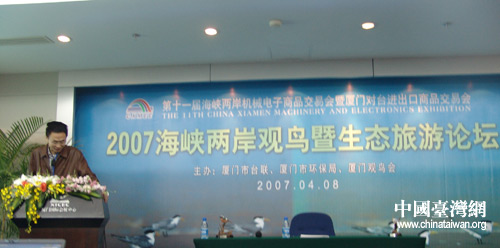 第十一届海峡两岸机械电子商品交易会暨厦门对台进出口商品交易会
THE 11TH CHINA XIAMEN MACHINERY AND ELECTRONICS EXHIBITION
2007海峡两岸观鸟暨生态旅游论坛
主办：厦门市台联、厦门市环保局、厦门观鸟会
2007.04.08
XICEC
中國臺灣網
www.chinataiwan.org